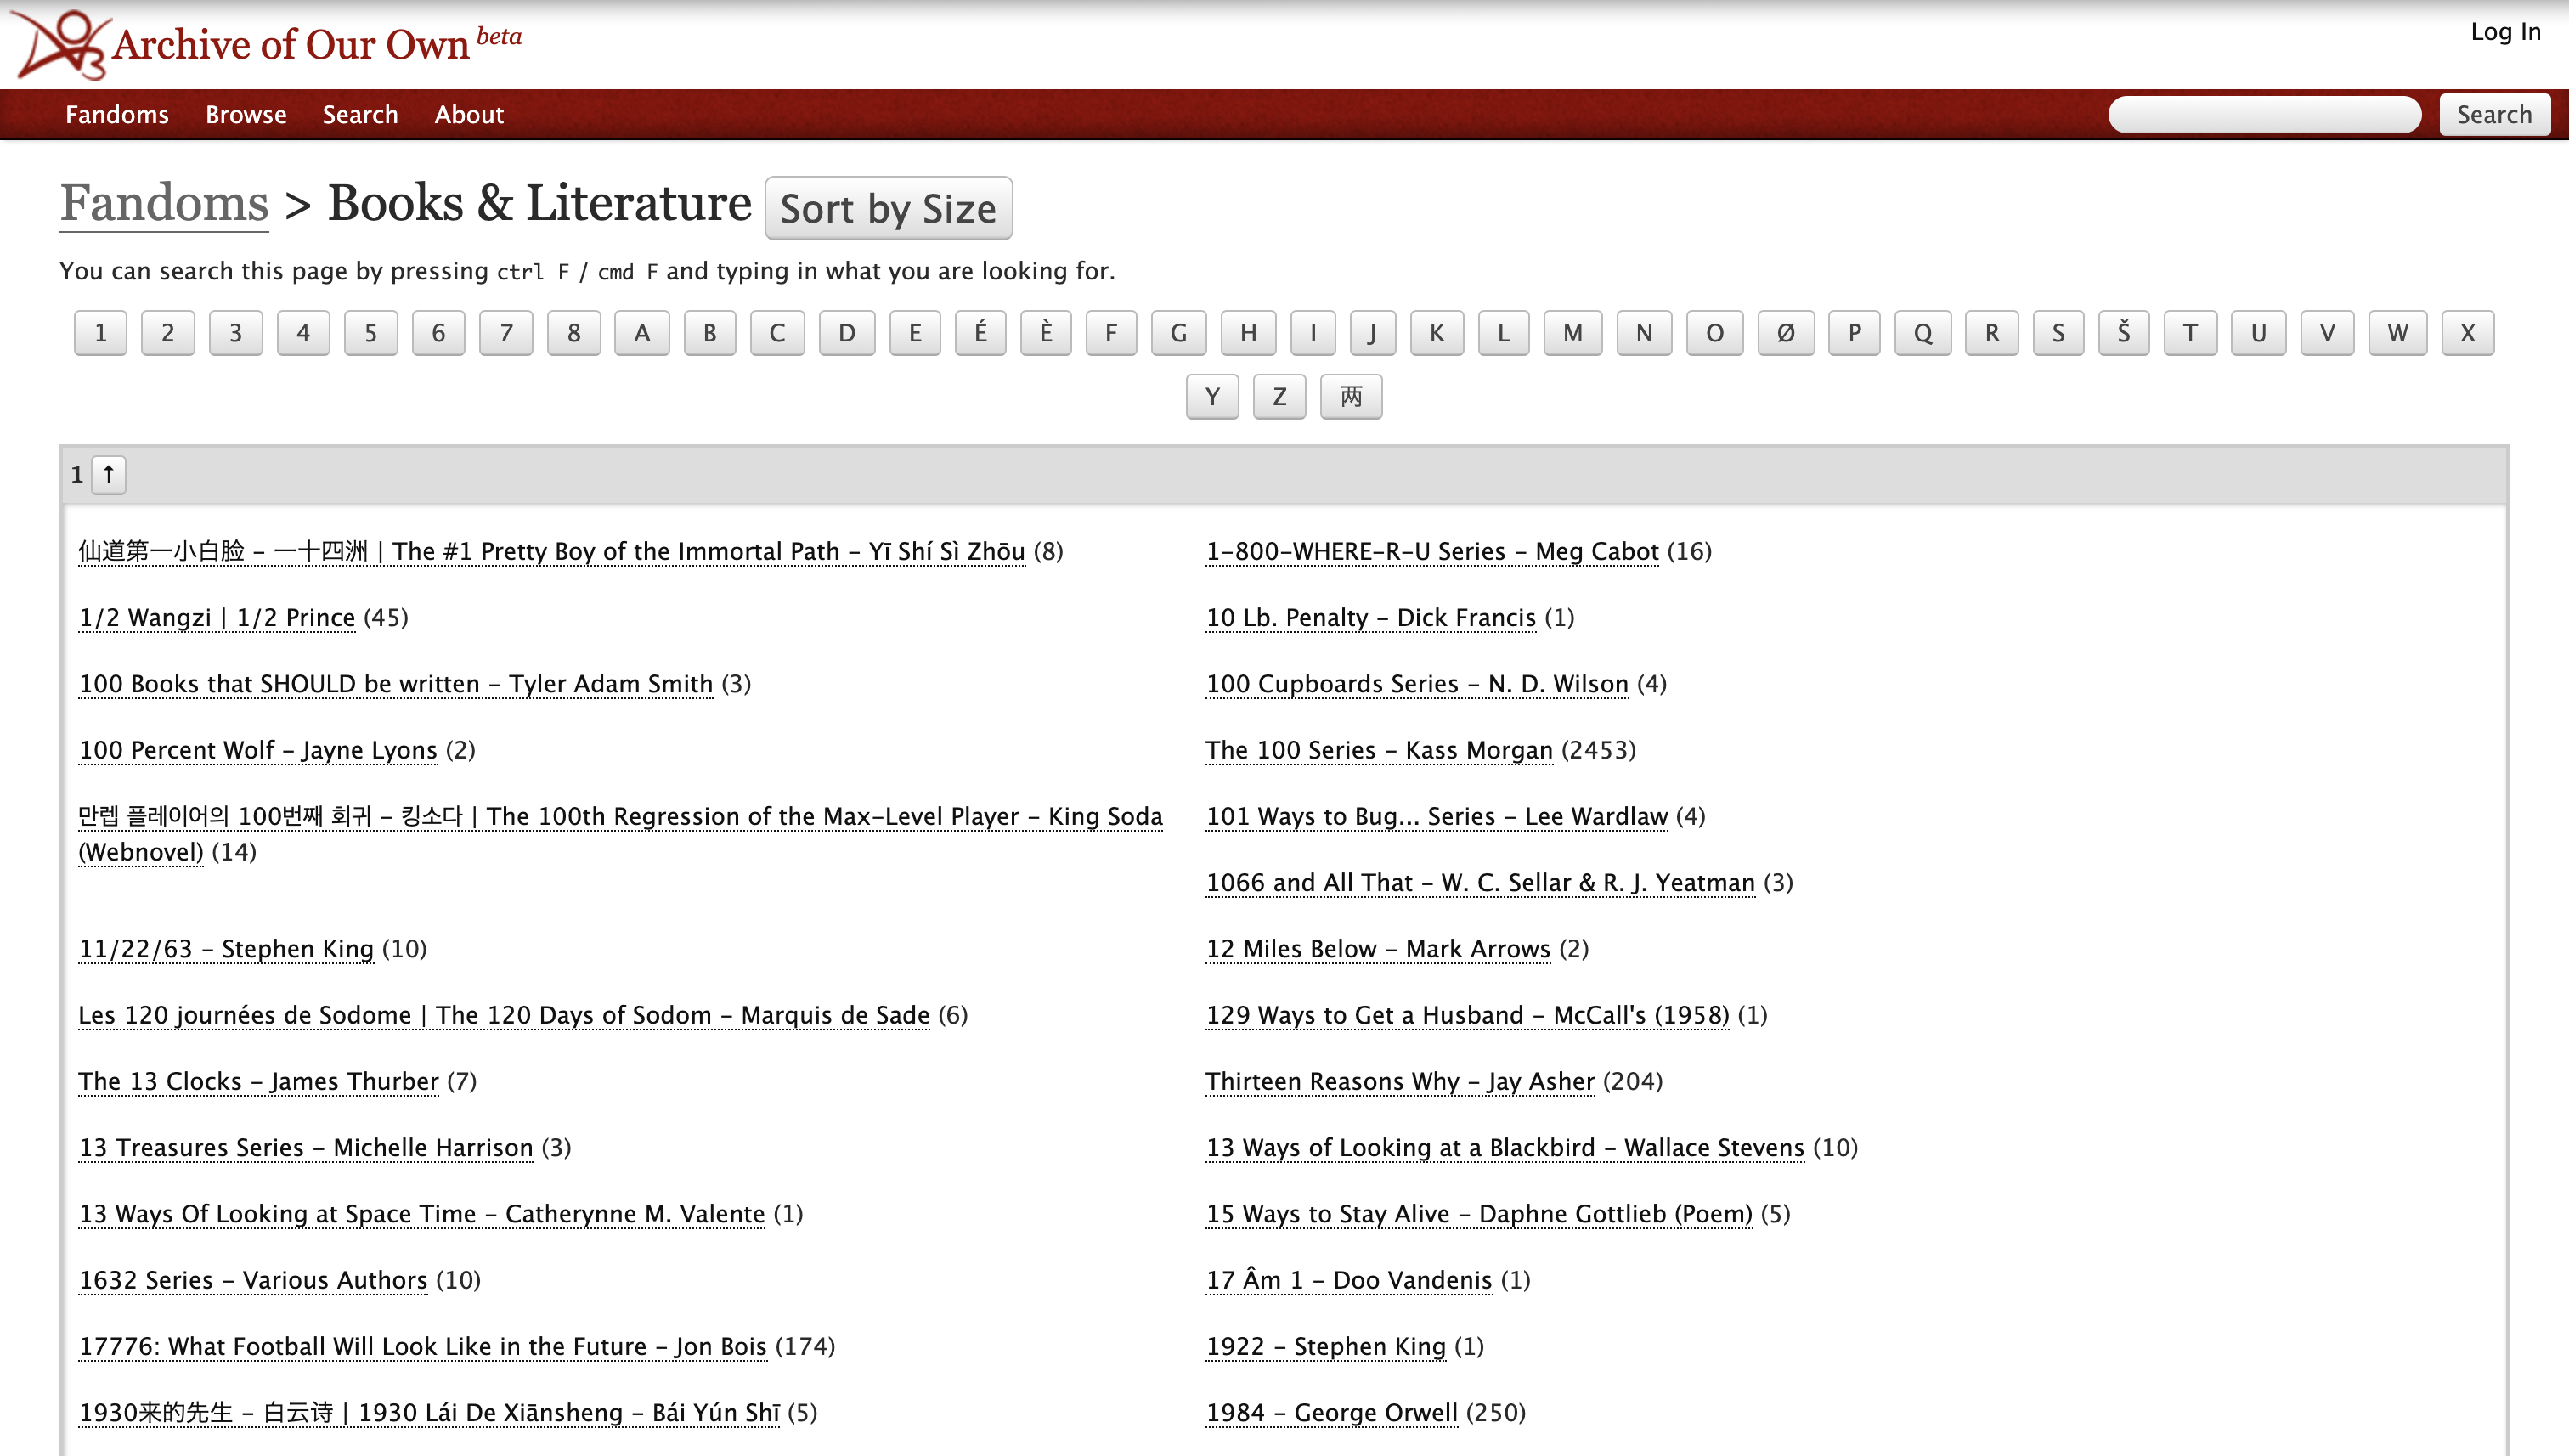 Archive of Our Own beta
Log In
Fandoms Browse Search About
Search
Fandoms > Books & Literature Sort by Size
You can search this page by pressing ctrl F / cmd F and typing in what you are looking for.
1 2 3 4 5 6 7 8 A B C D E É È F G H I J K L M N O Ø P Q R S Š T U V W X
Y Z 两
1 ↑
仙道第一小白脸 – 一十四洲 | The #1 Pretty Boy of the Immortal Path – Yī Shí Sì Zhōu (8)
1-800-WHERE-R-U Series – Meg Cabot (16)
1/2 Wangzi | 1/2 Prince (45)
10 Lb. Penalty – Dick Francis (1)
100 Books that SHOULD be written – Tyler Adam Smith (3)
100 Cupboards Series – N. D. Wilson (4)
100 Percent Wolf – Jayne Lyons (2)
The 100 Series – Kass Morgan (2453)
만렙 플레이어의 100번째 회귀 – 킹소다 | The 100th Regression of the Max-Level Player – King Soda
(Webnovel) (14)
101 Ways to Bug... Series – Lee Wardlaw (4)
1066 and All That – W. C. Sellar & R. J. Yeatman (3)
11/22/63 – Stephen King (10)
12 Miles Below – Mark Arrows (2)
Les 120 journées de Sodome | The 120 Days of Sodom – Marquis de Sade (6)
129 Ways to Get a Husband – McCall's (1958) (1)
The 13 Clocks – James Thurber (7)
Thirteen Reasons Why – Jay Asher (204)
13 Treasures Series – Michelle Harrison (3)
13 Ways of Looking at a Blackbird – Wallace Stevens (10)
13 Ways Of Looking at Space Time – Catherynne M. Valente (1)
15 Ways to Stay Alive – Daphne Gottlieb (Poem) (5)
1632 Series – Various Authors (10)
17 Âm 1 – Doo Vandenis (1)
17776: What Football Will Look Like in the Future – Jon Bois (174)
1922 – Stephen King (1)
1930来的先生 – 白云诗 | 1930 Lái De Xiānsheng – Bái Yún Shī (5)
1984 – George Orwell (250)